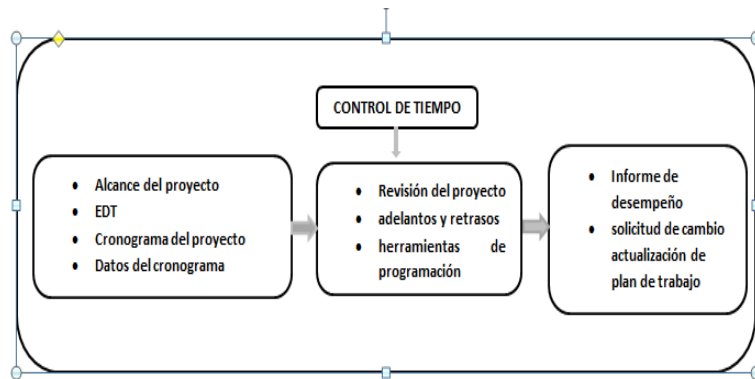 CONTROL DE TIEMPO
• Alcance del proyecto
• EDT
• Cronograma del proyecto
• Datos del cronograma
• Revisión del proyecto
• adelantos y retrasos
• herramientas de
programación
• Informe de
desempeño
• solicitud de cambio
actualización de
plan de trabajo